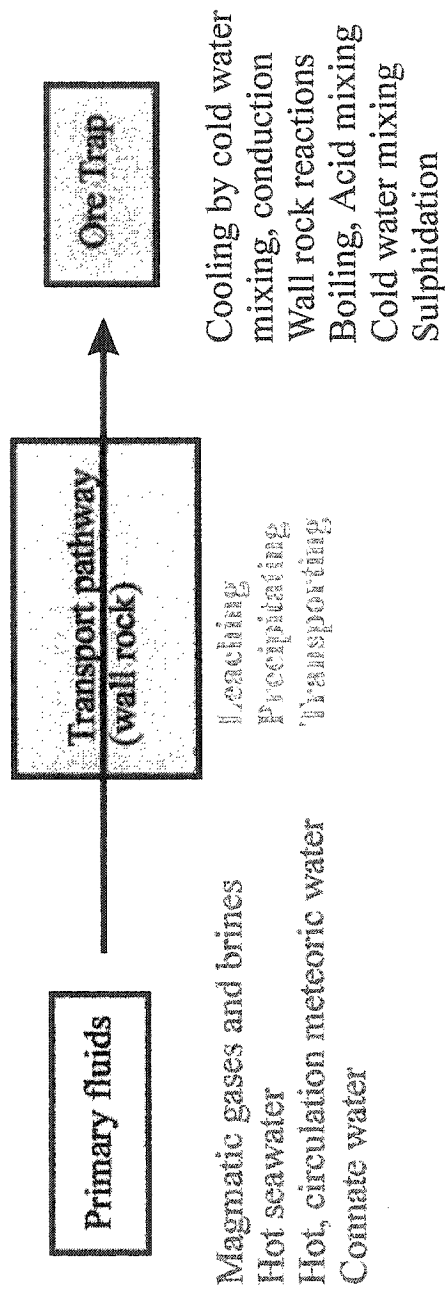 Primary fluids
Magmatic gases and brines
Hot seawater
Hot, circulation meteoric water
Connate water
Transport pathway
(wall rock)
Leaching
Precipitating
Transporting
Ore Trap
Cooling by cold water
mixing, conduction
Wall rock reactions
Boiling, Acid mixing
Cold water mixing
Sulphidation